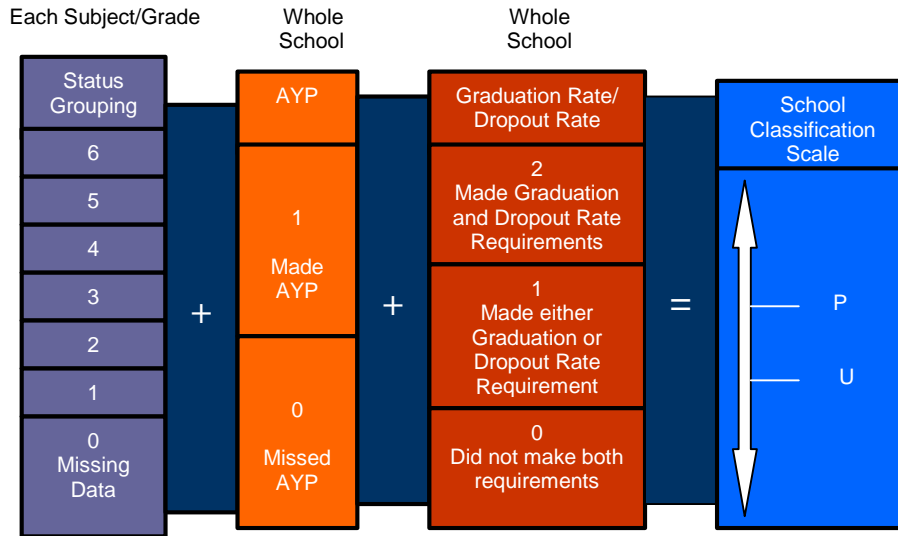 Each Subject/Grade
Status
Grouping
6
5
4
3
2
1
0
Missing
Data
+
Whole
School
AYP
1
Made
AYP
0
Missed
AYP
+
Whole
School
Graduation Rate/
Dropout Rate
2
Made Graduation
and Dropout Rate
Requirements
1
Made either
Graduation or
Dropout Rate
Requirement
0
Did not make both
requirements
=
School
Classification
Scale
P
U